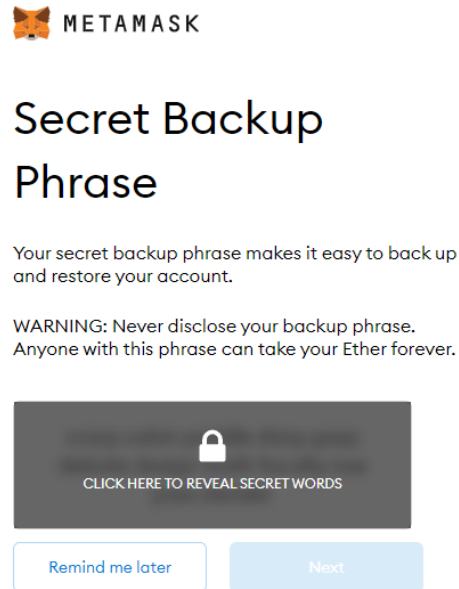 METAMASK
Secret Backup
Phrase
Your secret backup phrase makes it easy to back up
and restore your account.
WARNING: Never disclose your backup phrase.
Anyone with this phrase can take your Ether forever.
CLICK HERE TO REVEAL SECRET WORDS
Remind me later
Next